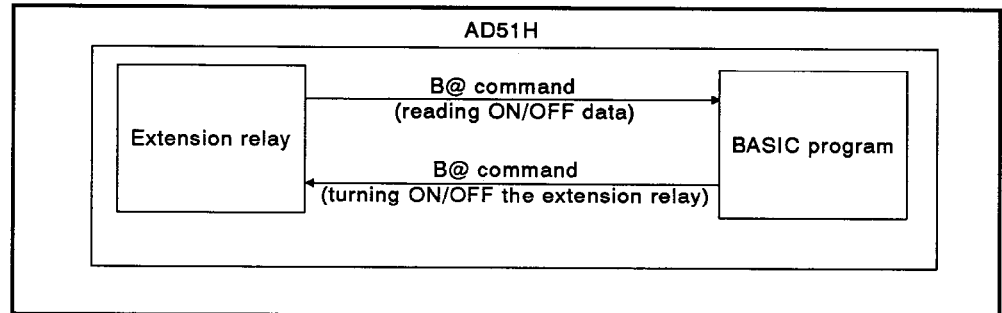 AD51H
Extension relay
B@ command
(reading ON/OFF data)
B@ command
(turning ON/OFF the extension relay)
BASIC program